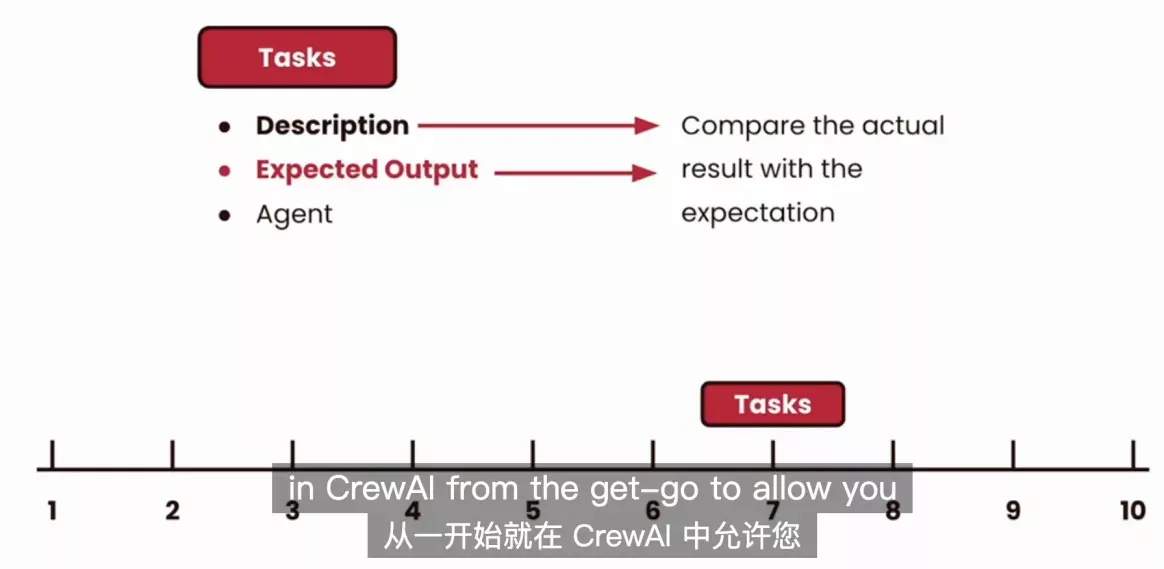 Tasks
Description
Expected Output
Agent
Compare the actual
result with the
expectation
Tasks
1 2 3 4 5 6 7 8 9 10
in CrewAI from the get-go to allow you
从一开始就在 CrewAI 中允许您